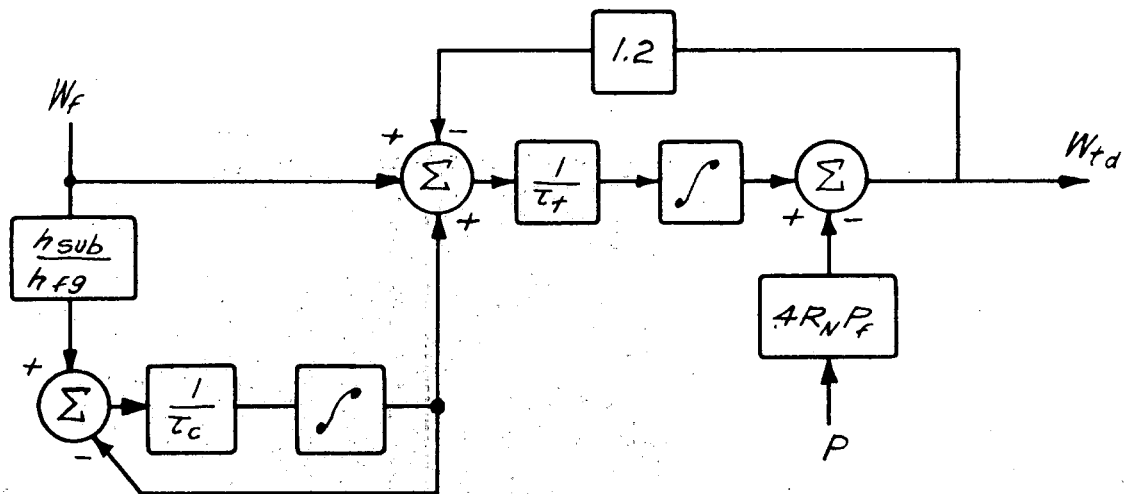 1.2
W_f
W_td
+ -
Σ
+
1/τ_t
∫
Σ
+ -
h_sub/h_fg
.4R_N P_f
+
Σ
-
1/τ_c
∫
P